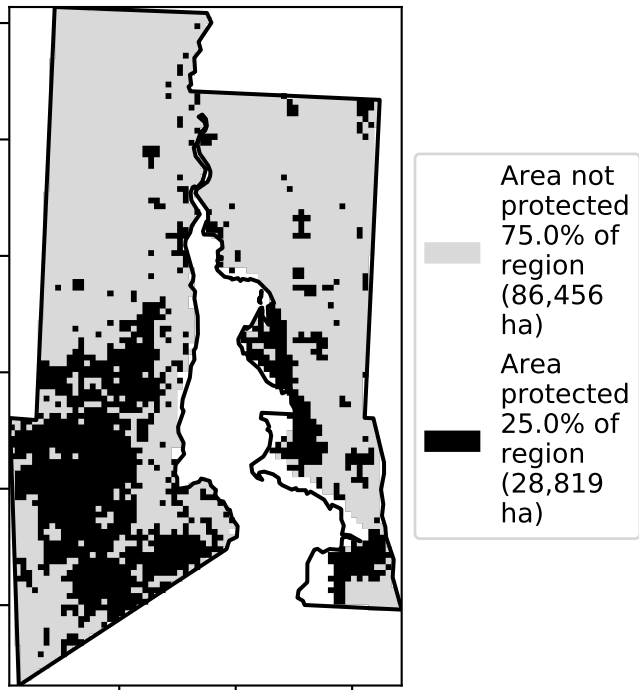 Area not
protected
75.0% of
region
(86,456
ha)
Area
protected
25.0% of
region
(28,819
ha)